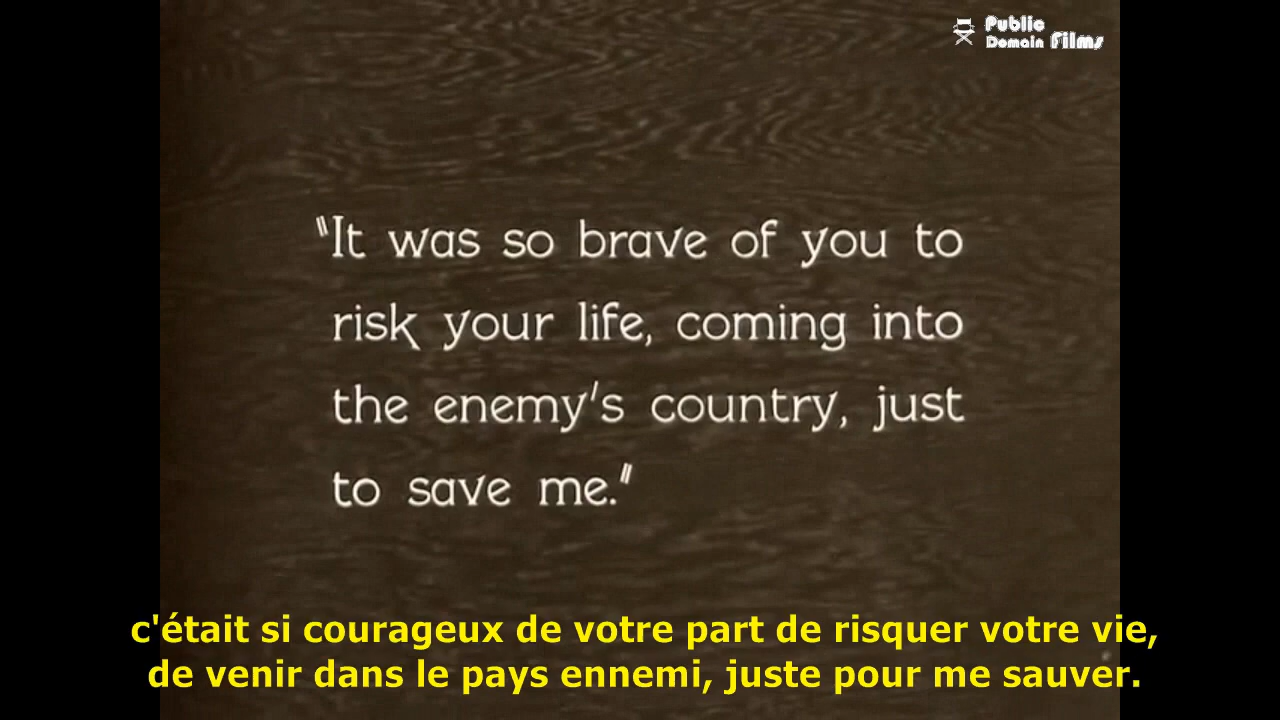 Public
Domain Films
"It was so brave of you to
risk your life, coming into
the enemy's country, just
to save me."
c'était si courageux de votre part de risquer votre vie,
de venir dans le pays ennemi, juste pour me sauver.